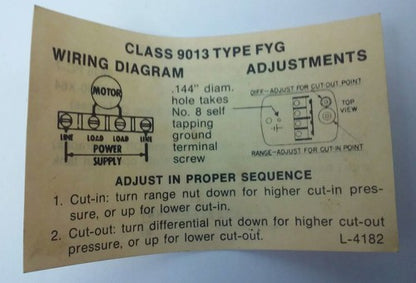 CLASS 9013 TYPE FYG
WIRING DIAGRAM
ADJUSTMENTS
MOTOR
LINE LOAD LOAD LINE
POWER
SUPPLY
.144" diam.
hole takes
No. 8 self
tapping
ground
terminal
screw
DIFF-ADJUST FOR CUT-OUT POINT
TOP
VIEW
RANGE-ADJUST FOR CUT-IN POINT
ADJUST IN PROPER SEQUENCE
1. Cut-in: turn range nut down for higher cut-in pres-
sure, or up for lower cut-in.
2. Cut-out: turn differential nut down for higher cut-out
pressure, or up for lower cut-out.
L-4182